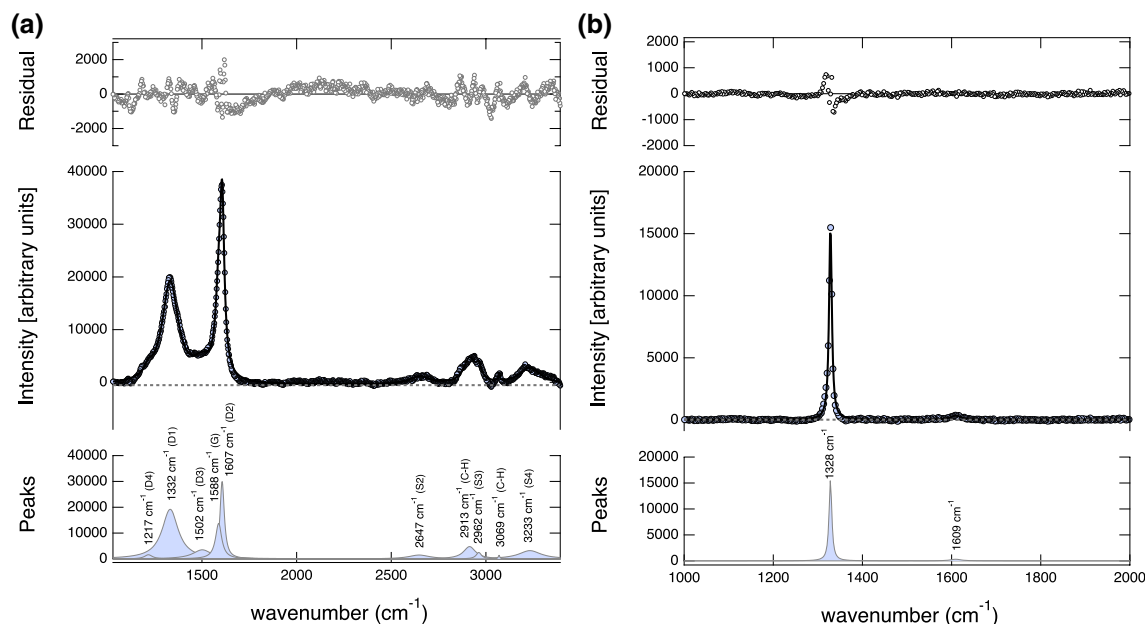 (a)
Residual
2000
0
-2000
Intensity [arbitrary units]
40000
30000
20000
10000
0
Peaks
40000
30000
20000
10000
0
1217 cm⁻¹ (D4)
1332 cm⁻¹ (D1)
1502 cm⁻¹ (D3)
1588 cm⁻¹ (G)
1607 cm⁻¹ (D2)
2647 cm⁻¹ (S2)
2913 cm⁻¹ (C-H)
2962 cm⁻¹ (S3)
3069 cm⁻¹ (C-H)
3233 cm⁻¹ (S4)
1500 2000 2500 3000
wavenumber (cm⁻¹)
(b)
Residual
2000
1000
0
-1000
-2000
Intensity [arbitrary units]
20000
15000
10000
5000
0
Peaks
20000
15000
10000
5000
0
1328 cm⁻¹
1609 cm⁻¹
1000 1200 1400 1600 1800 2000
wavenumber (cm⁻¹)